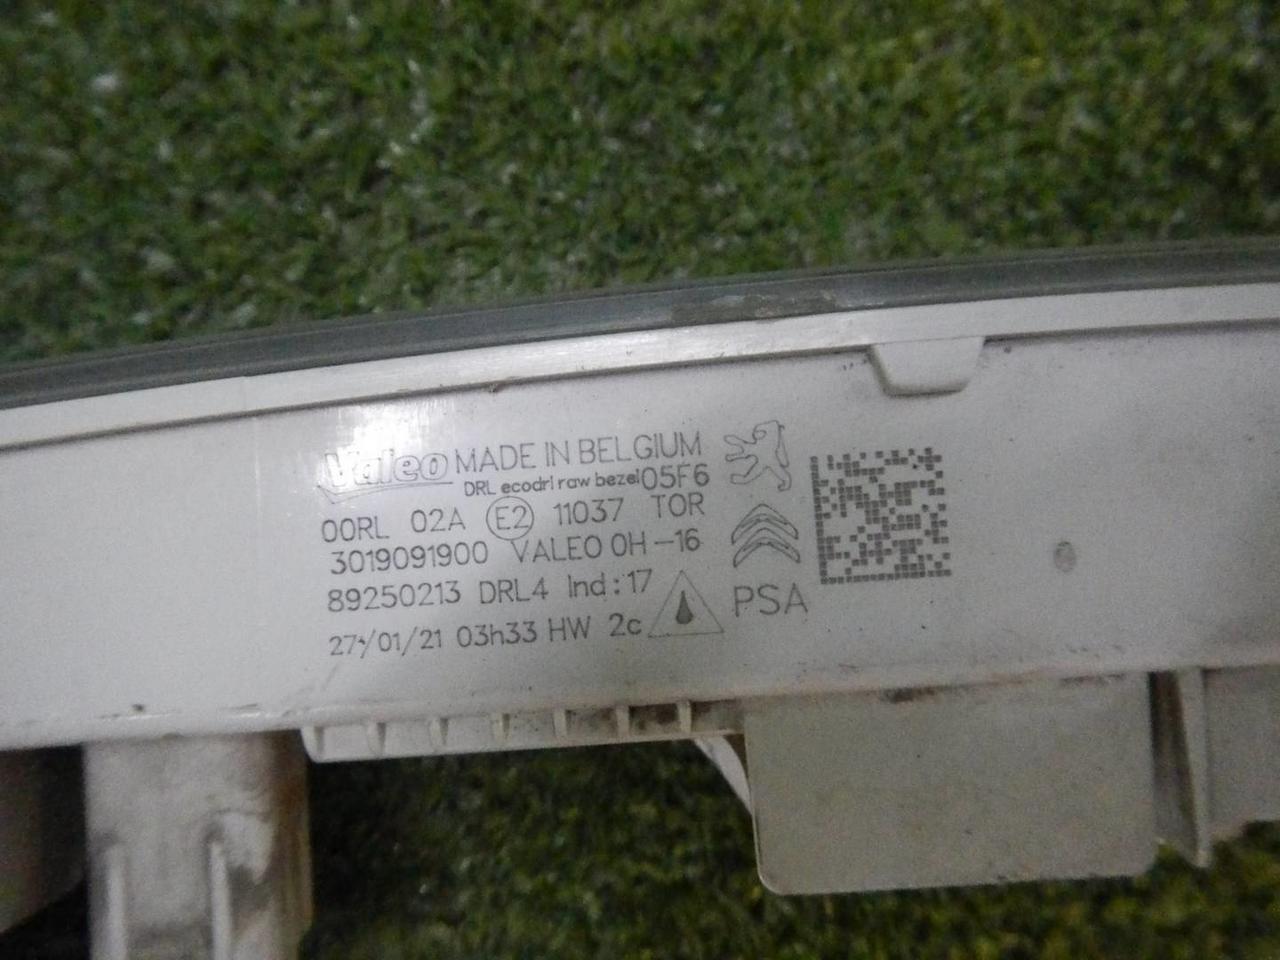 Valeo MADE IN BELGIUM
DRL ecodrl raw bezel 05F6
00RL 02A E2 11037 TOR
3019091900 VALEO 0H-16
89250213 DRL4 Ind:17
27/01/21 03h33 HW 2c
PSA